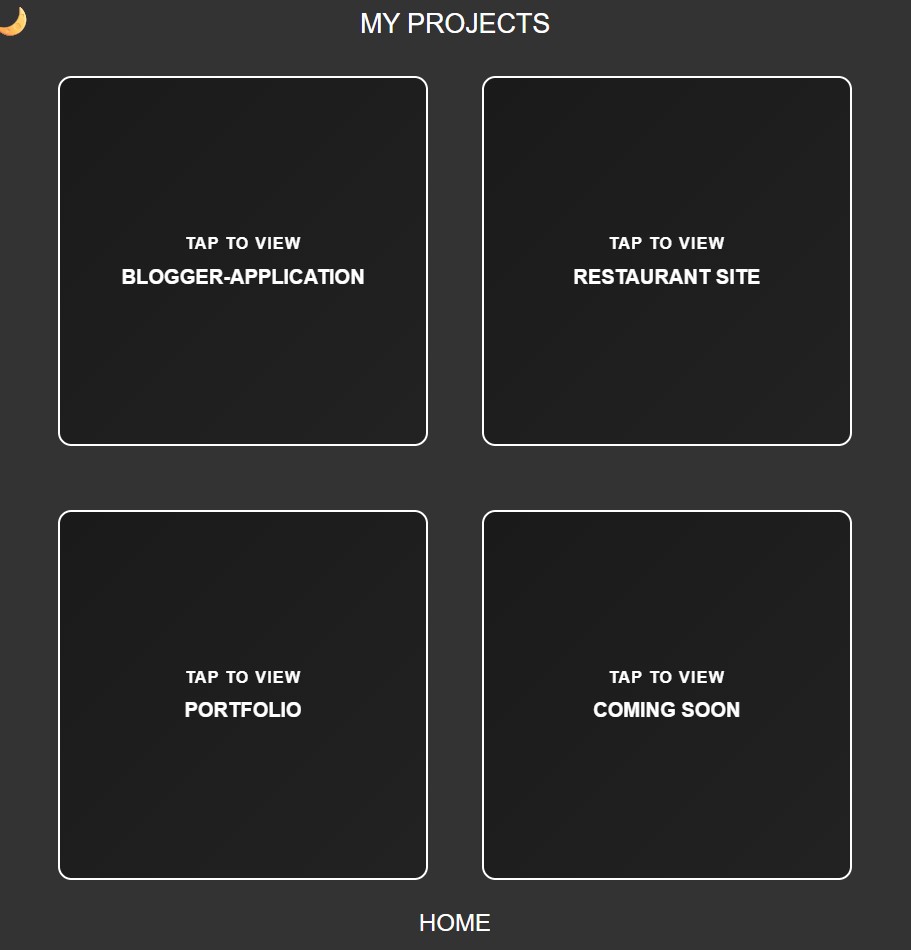 MY PROJECTS
TAP TO VIEW
BLOGGER-APPLICATION
TAP TO VIEW
RESTAURANT SITE
TAP TO VIEW
PORTFOLIO
TAP TO VIEW
COMING SOON
HOME